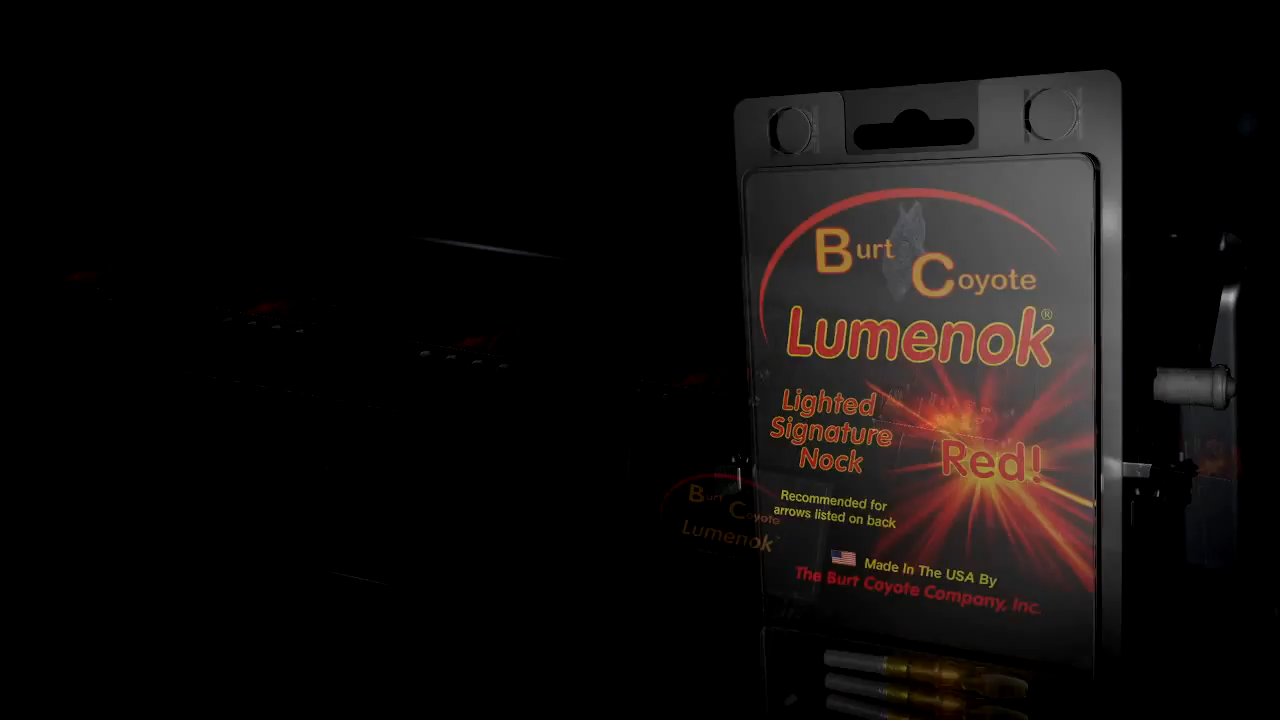 Burt
Coyote
Lumenok®
Lighted
Signature
Nock
Red!
Recommended for
arrows listed on back
Made In The USA By
The Burt Coyote Company, Inc.
Burt
Coyote
Lumenok